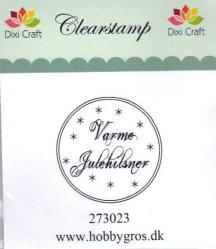 Dixi Craft
Clearstamp
Dixi Craft
Varme
Julehilsner
273023
www.hobbygros.dk